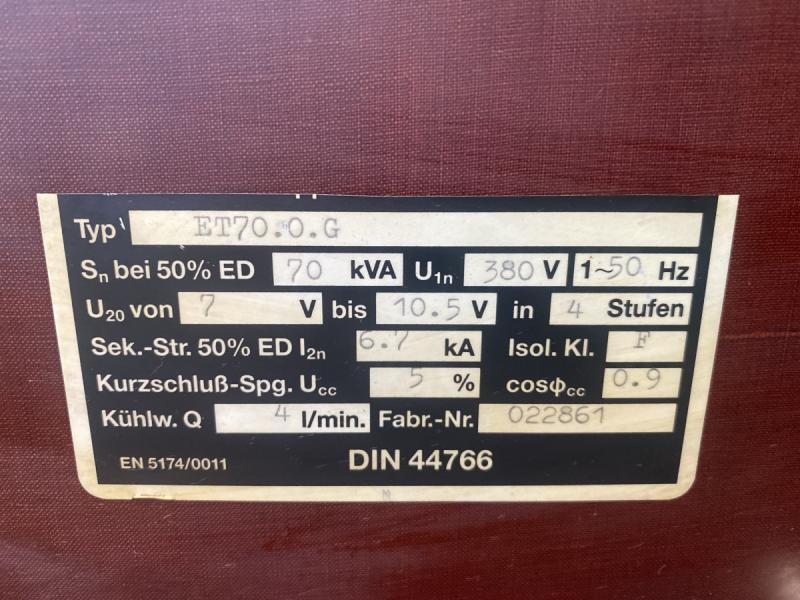 Typ ET70.0.G
Sn bei 50% ED 70 kVA U1n 380 V 1~50 Hz
U20 von 7 V bis 10.5 V in 4 Stufen
Sek.-Str. 50% ED I2n 6.7 kA Isol. Kl. F
Kurzschluß-Spg. Ucc 5 % cosϕcc 0.9
Kühlw. Q 4 l/min. Fabr.-Nr. 022861
EN 5174/0011 DIN 44766